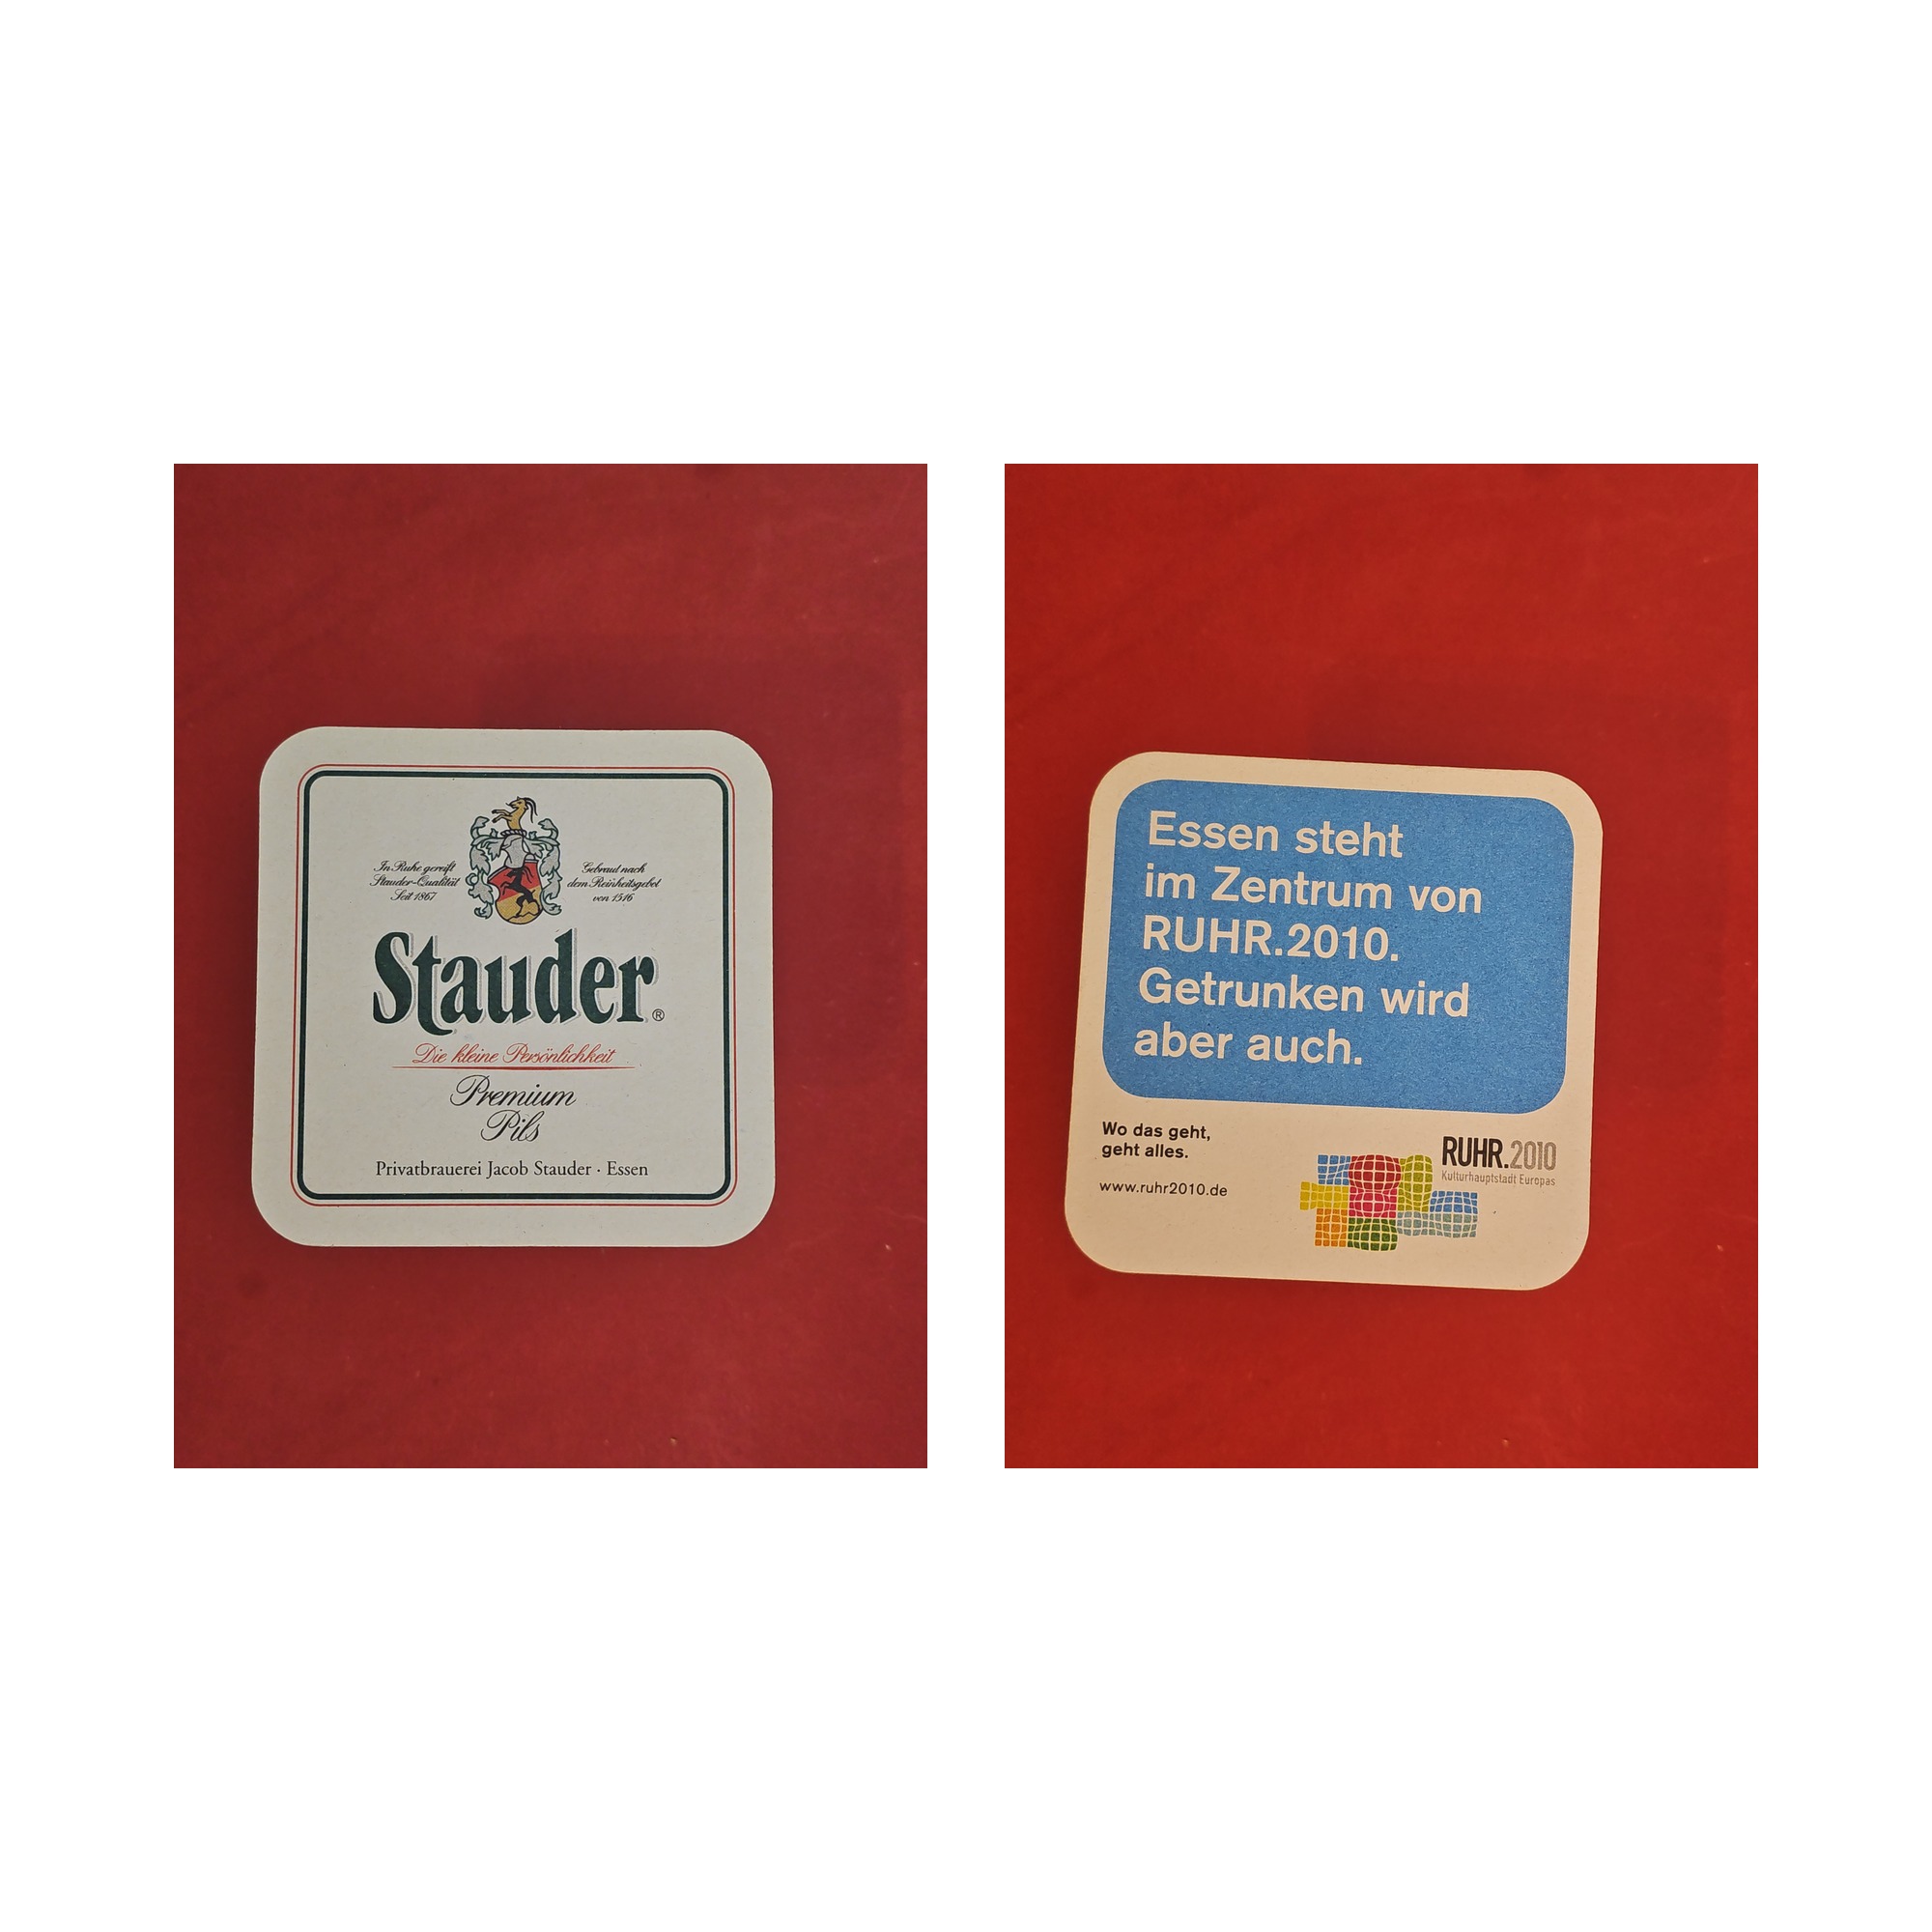 In Ruhe gereift
Stauder-Qualität
Seit 1867
Gebraut nach
dem Reinheitsgebot
von 1516
Stauder®
Die kleine Persönlichkeit
Premium
Pils
Privatbrauerei Jacob Stauder · Essen
Essen steht
im Zentrum von
RUHR.2010.
Getrunken wird
aber auch.
Wo das geht,
geht alles.
www.ruhr2010.de
RUHR.2010
Kulturhauptstadt Europas